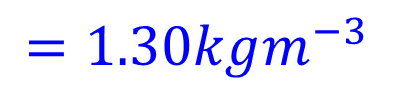 = 1.30kgm⁻³